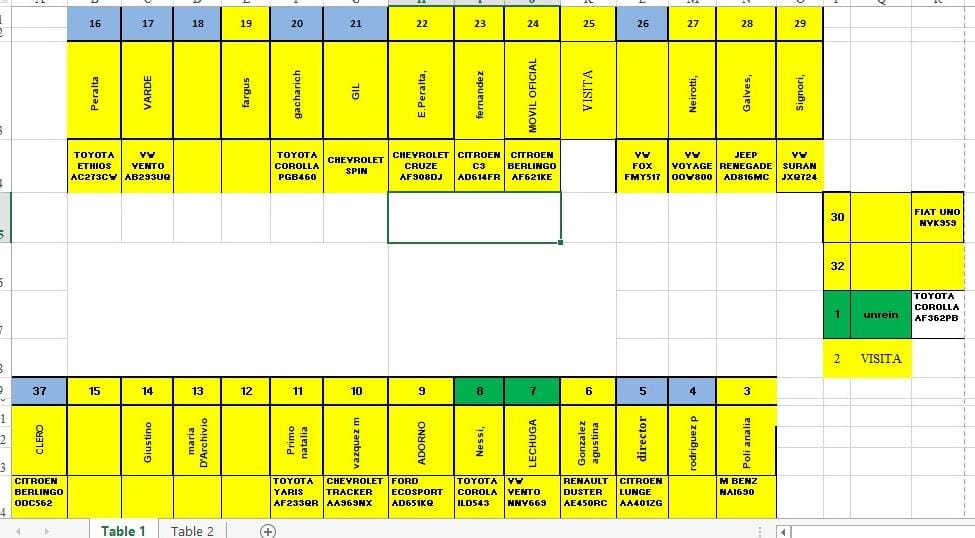 16 17 18 19 20 21 22 23 24 25 26 27 28 29
Peralta
VARDE
fargus
gacharich
GIL
E.Peralta,
fernandez
MOVIL OFICIAL
VISITA
Neirotti,
Galves,
Signori,
TOYOTA
ETHIOS
AC273CW
VW
VENTO
AB293UQ
TOYOTA
COROLLA
PGB460
CHEVROLET
SPIN
CHEVROLET
CRUZE
AF908DJ
CITROEN
C3
AD614FR
CITROEN
BERLINGO
AF621KE
VW
FOX
FMY517
VW
VOYAGE
OOW800
JEEP
RENEGADE
AD816MC
VW
SURAN
JXQ724
30
FIAT UNO
NVK959
32
1 unrein
TOYOTA
COROLLA
AF362PB
2 VISITA
37 15 14 13 12 11 10 9 8 7 6 5 4 3
CLERO
Giustino
maria
D'Archivio
Primo
natalia
vazquez m
ADORNO
Nessi,
LECHUGA
Gonzalez
agustina
director
rodriguez p
Poli analia
CITROEN
BERLINGO
ODC562
TOYOTA
YARIS
AF233QR
CHEVROLET
TRACKER
AA969NX
FORD
ECOSPORT
AD651KQ
TOYOTA
COROLA
ILD543
VW
VENTO
NNV669
RENAULT
DUSTER
AE450RC
CITROEN
LUNGE
AA401ZG
M BENZ
NAI690
Table 1 Table 2